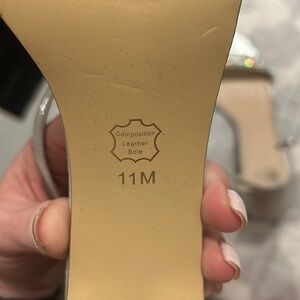 Composition
Leather
Sole
11M